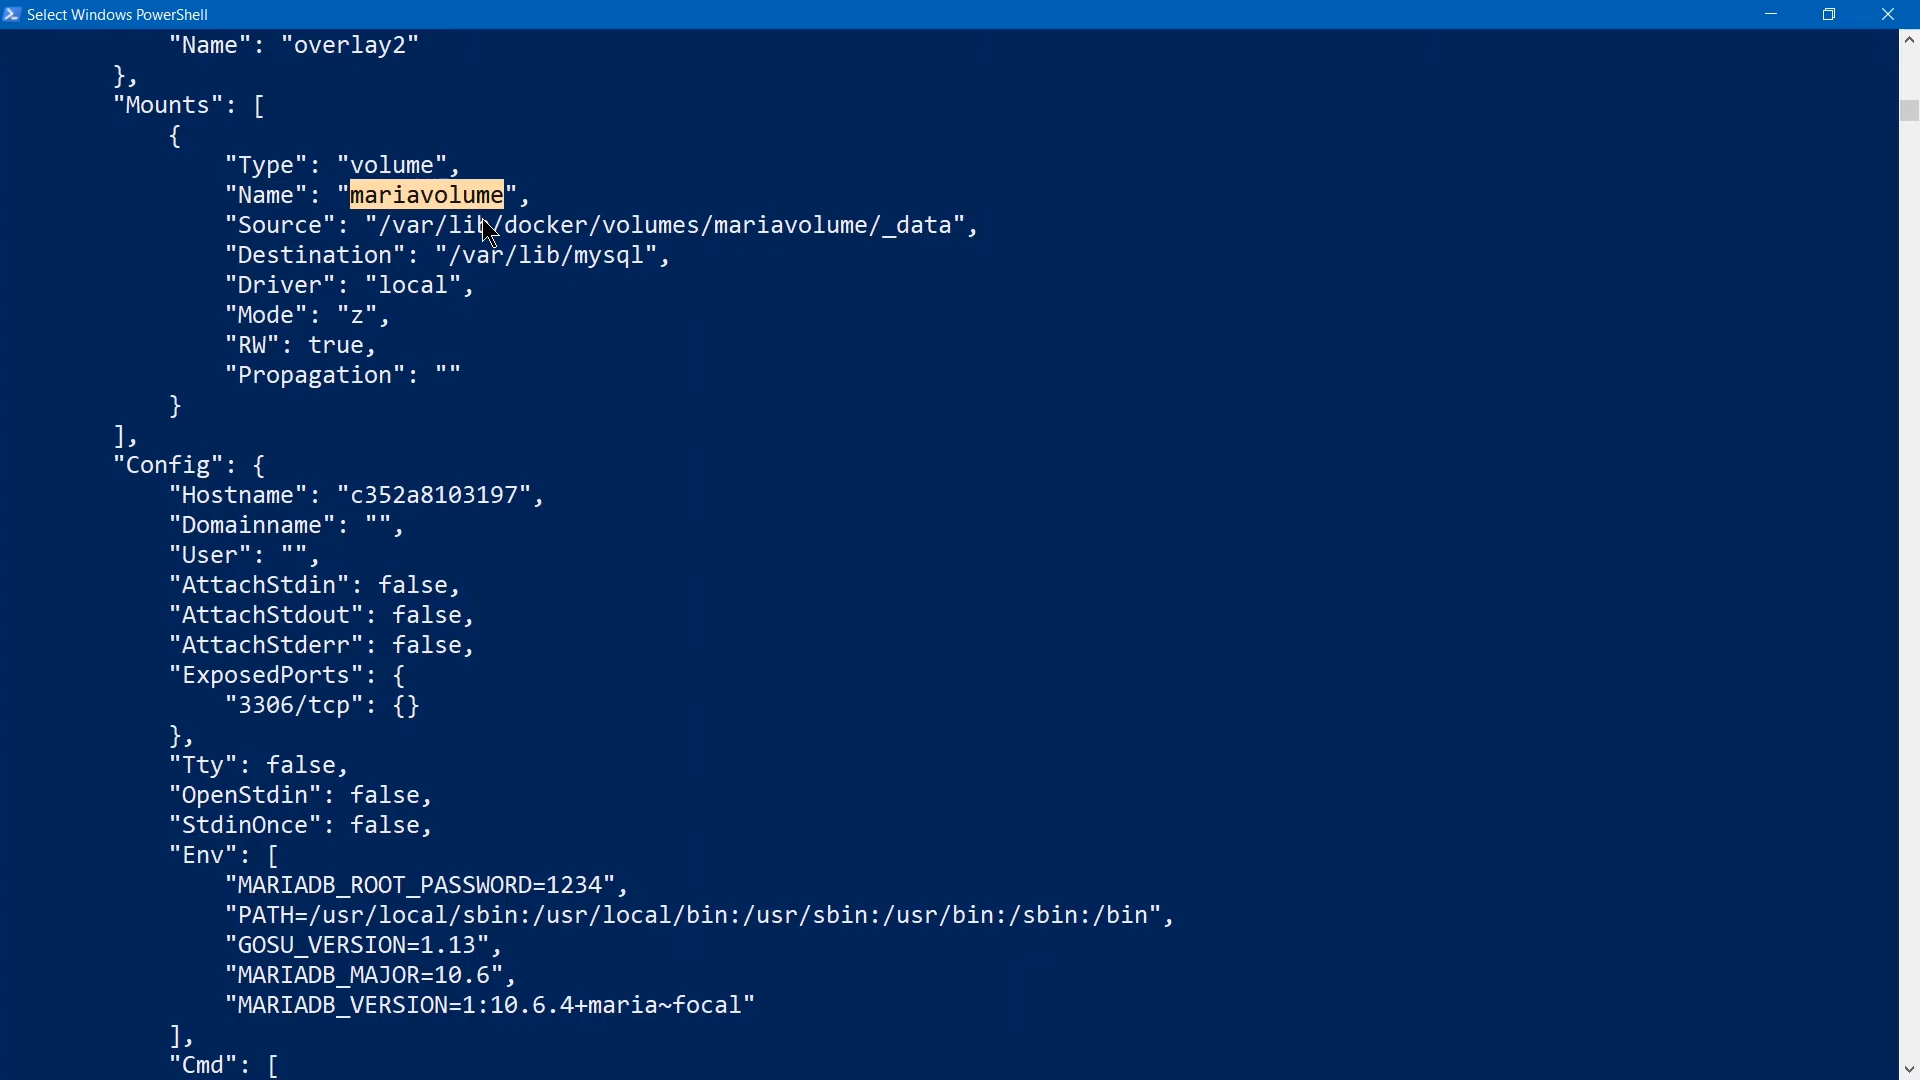 Select Windows PowerShell
"Name": "overlay2"
},
"Mounts": [
{
"Type": "volume",
"Name": "mariavolume",
"Source": "/var/lib/docker/volumes/mariavolume/_data",
"Destination": "/var/lib/mysql",
"Driver": "local",
"Mode": "z",
"RW": true,
"Propagation": ""
}
],
"Config": {
"Hostname": "c352a8103197",
"Domainname": "",
"User": "",
"AttachStdin": false,
"AttachStdout": false,
"AttachStderr": false,
"ExposedPorts": {
"3306/tcp": {}
},
"Tty": false,
"OpenStdin": false,
"StdinOnce": false,
"Env": [
"MARIADB_ROOT_PASSWORD=1234",
"PATH=/usr/local/sbin:/usr/local/bin:/usr/sbin:/usr/bin:/sbin:/bin",
"GOSU_VERSION=1.13",
"MARIADB_MAJOR=10.6",
"MARIADB_VERSION=1:10.6.4+maria~focal"
],
"Cmd": [